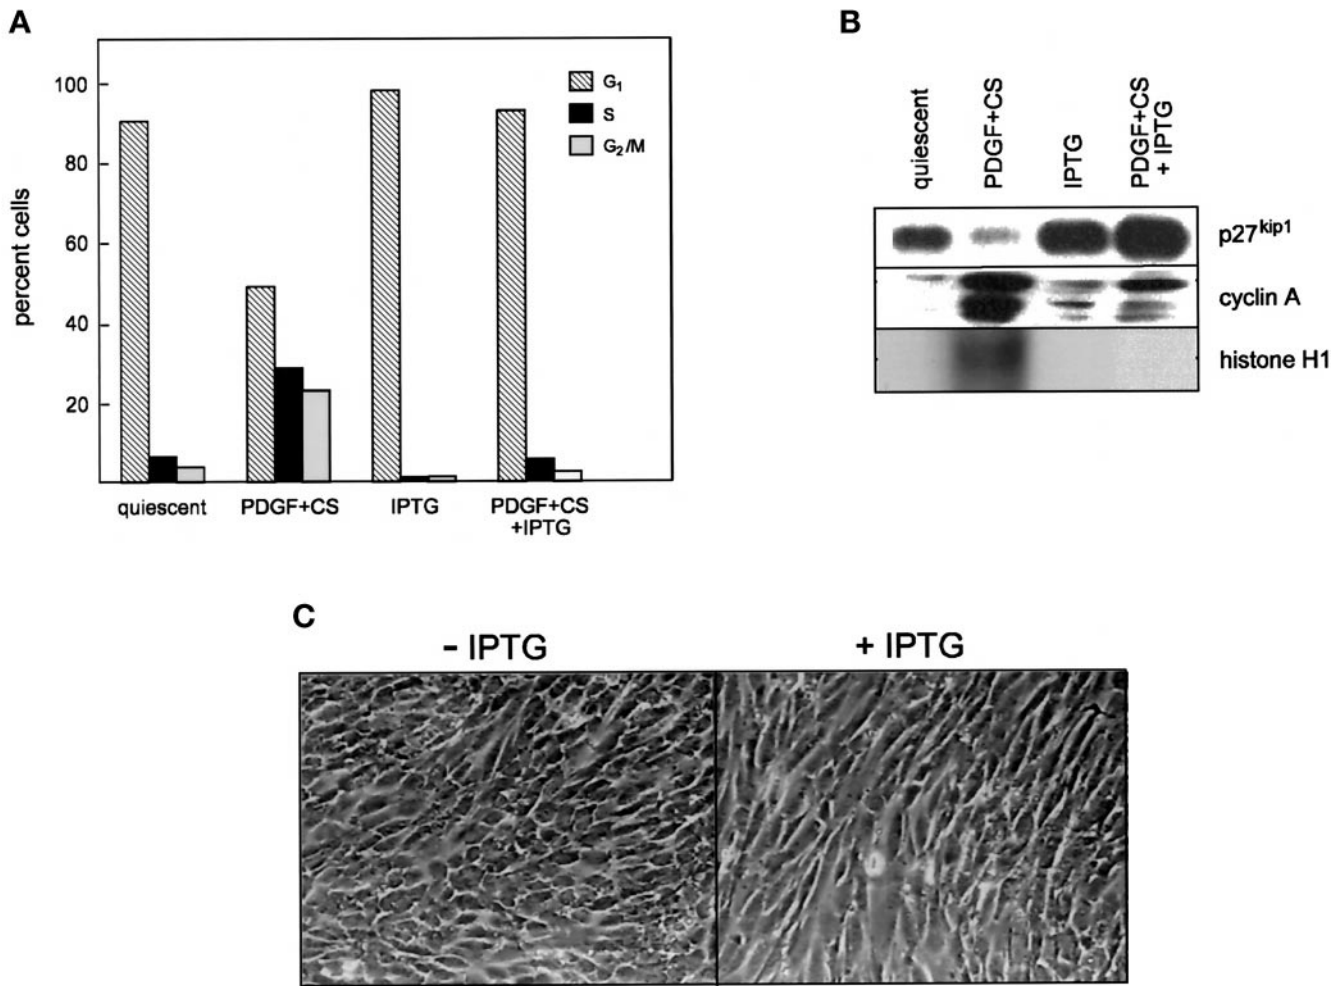 A
100
80
60
40
20
percent cells
G1
S
G2/M
quiescent
PDGF+CS
IPTG
PDGF+CS
+IPTG
B
quiescent
PDGF+CS
IPTG
PDGF+CS
+ IPTG
p27kip1
cyclin A
histone H1
C
- IPTG
+ IPTG